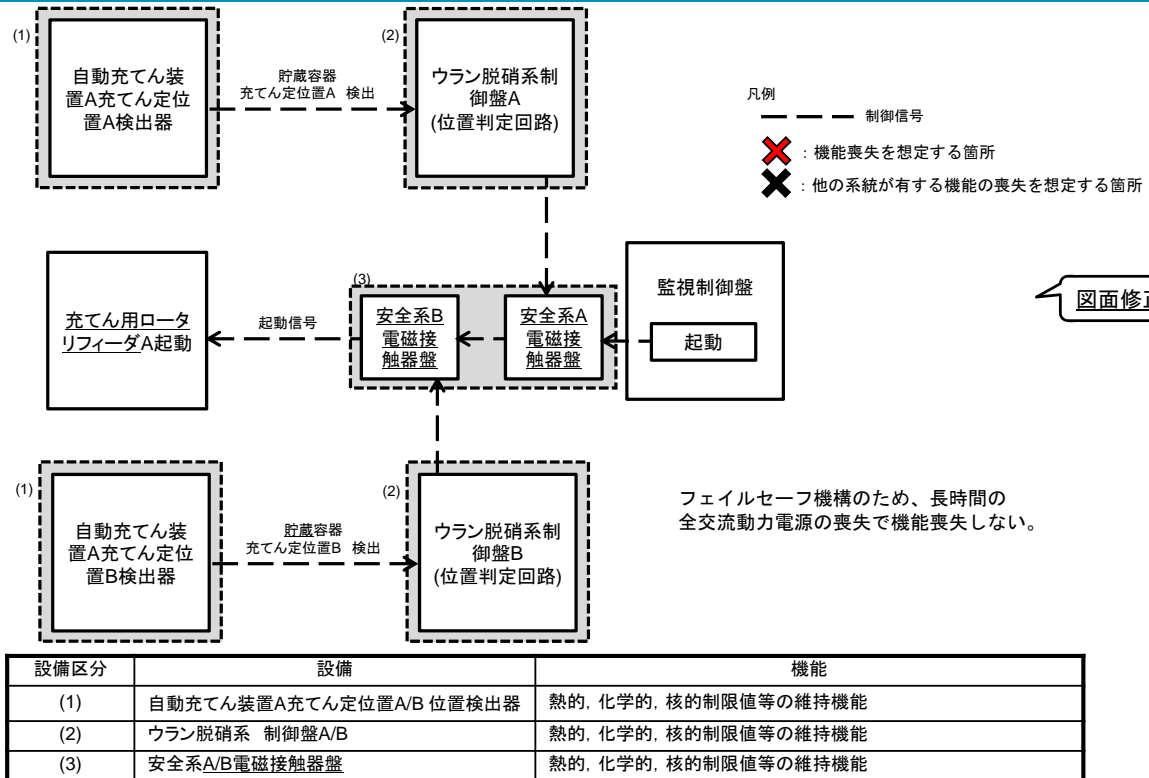 (1)
自動充てん装
置A充てん定位
置A検出器
貯蔵容器
充てん定位置A 検出
(2)
ウラン脱硝系制
御盤A
(位置判定回路)
凡例
制御信号
：機能喪失を想定する箇所
：他の系統が有する機能の喪失を想定する箇所
充てん用ロータ
リフィーダA起動
起動信号
(3)
安全系B
電磁接
触器盤
安全系A
電磁接
触器盤
監視制御盤
起動
図面修正
(1)
自動充てん装
置A充てん定位
置B検出器
貯蔵容器
充てん定位置B 検出
(2)
ウラン脱硝系制
御盤B
(位置判定回路)
フェイルセーフ機構のため、長時間の
全交流動力電源の喪失で機能喪失しない。
設備区分 設備 機能
(1) 自動充てん装置A充てん定位置A/B 位置検出器 熱的, 化学的, 核的制限値等の維持機能
(2) ウラン脱硝系 制御盤A/B 熱的, 化学的, 核的制限値等の維持機能
(3) 安全系A/B電磁接触器盤 熱的, 化学的, 核的制限値等の維持機能